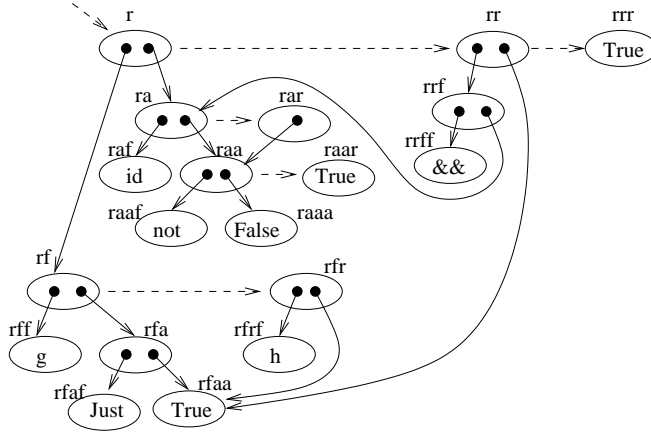 r rr rrr
True
ra rar rrf
raf raa raar rrff
id True &&
raaf not False raaa
rf rfr
rff rfa rfrf
g h
rfaf rfaa
Just True